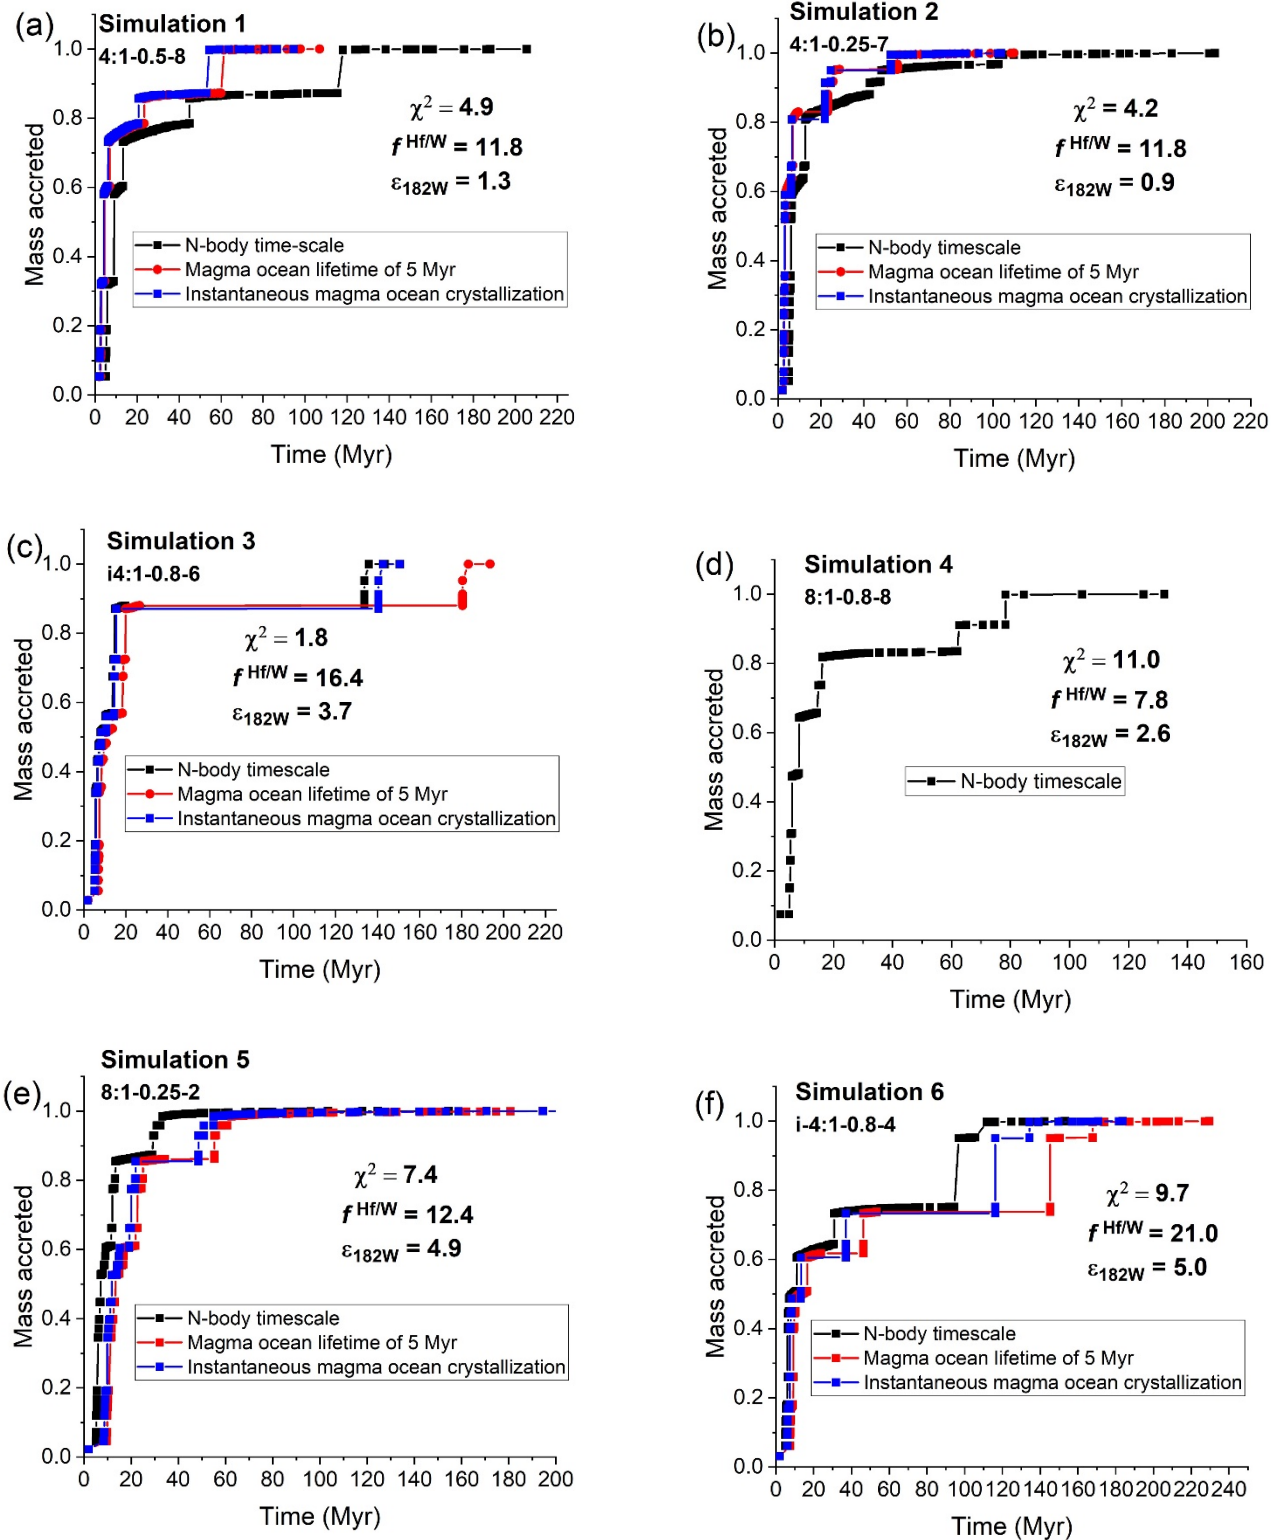 (a)
Simulation 1
4:1-0.5-8
χ² = 4.9
f Hf/W = 11.8
ε182W = 1.3
N-body time-scale
Magma ocean lifetime of 5 Myr
Instantaneous magma ocean crystallization
Mass accreted
1.0
0.8
0.6
0.4
0.2
0.0
0 20 40 60 80 100 120 140 160 180 200 220
Time (Myr)
(b)
Simulation 2
4:1-0.25-7
χ² = 4.2
f Hf/W = 11.8
ε182W = 0.9
N-body timescale
Magma ocean lifetime of 5 Myr
Instantaneous magma ocean crystallization
Mass accreted
1.0
0.8
0.6
0.4
0.2
0.0
0 20 40 60 80 100 120 140 160 180 200 220
Time (Myr)
(c)
Simulation 3
i4:1-0.8-6
χ² = 1.8
f Hf/W = 16.4
ε182W = 3.7
N-body timescale
Magma ocean lifetime of 5 Myr
Instantaneous magma ocean crystallization
Mass accreted
1.0
0.8
0.6
0.4
0.2
0.0
0 20 40 60 80 100 120 140 160 180 200 220
Time (Myr)
(d)
Simulation 4
8:1-0.8-8
χ² = 11.0
f Hf/W = 7.8
ε182W = 2.6
N-body timescale
Mass accreted
1.0
0.8
0.6
0.4
0.2
0.0
0 20 40 60 80 100 120 140 160
Time (Myr)
(e)
Simulation 5
8:1-0.25-2
χ² = 7.4
f Hf/W = 12.4
ε182W = 4.9
N-body timescale
Magma ocean lifetime of 5 Myr
Instantaneous magma ocean crystallization
Mass accreted
1.0
0.8
0.6
0.4
0.2
0.0
0 20 40 60 80 100 120 140 160 180 200
Time (Myr)
(f)
Simulation 6
i-4:1-0.8-4
χ² = 9.7
f Hf/W = 21.0
ε182W = 5.0
N-body timescale
Magma ocean lifetime of 5 Myr
Instantaneous magma ocean crystallization
Mass accreted
1.0
0.8
0.6
0.4
0.2
0.0
0 20 40 60 80 100 120 140 160 180 200 220 240
Time (Myr)